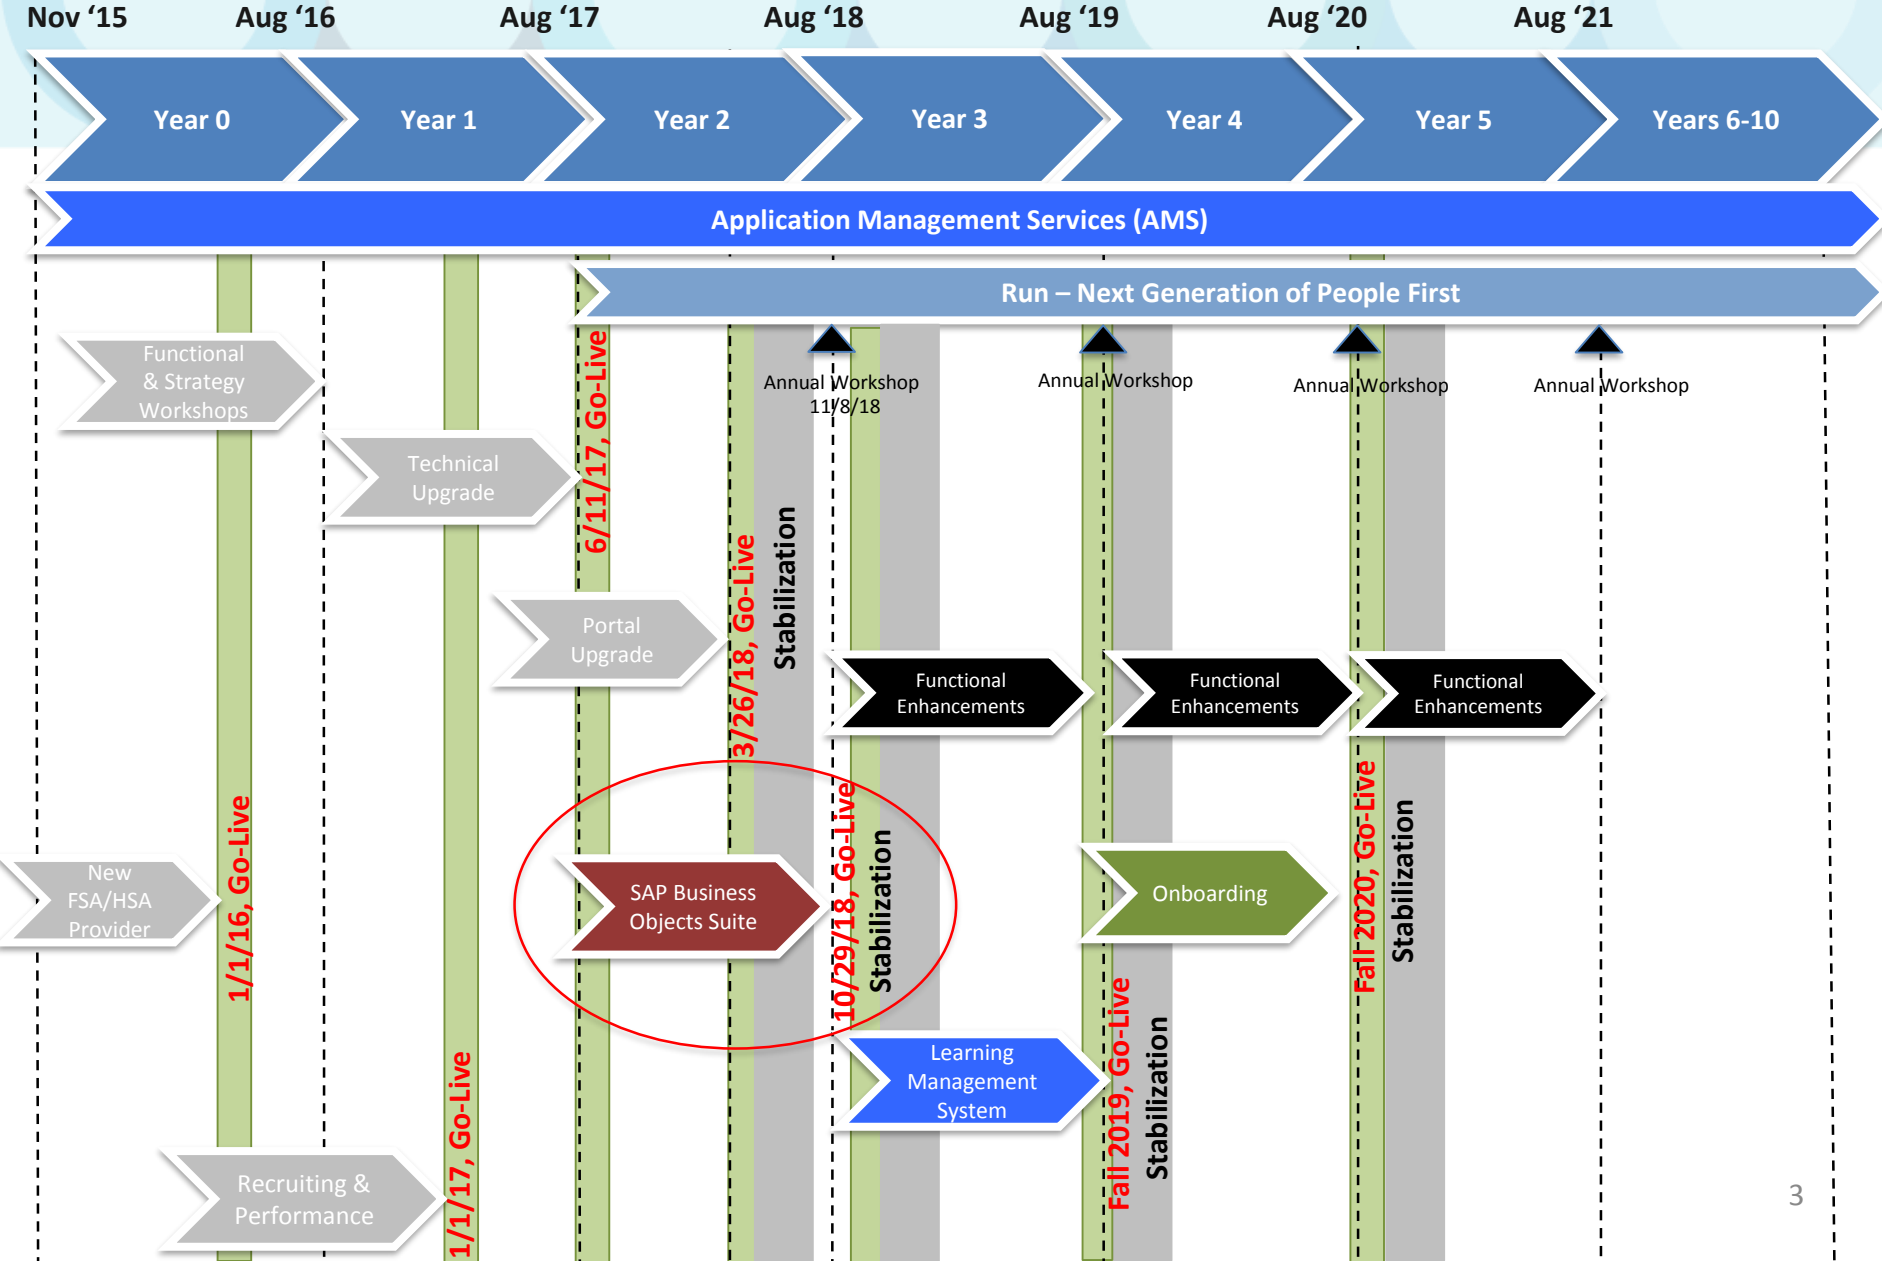 Nov ‘15
Aug ‘16
Aug ‘17
Aug ‘18
Aug ‘19
Aug ‘20
Aug ‘21
Year 0
Year 1
Year 2
Year 3
Year 4
Year 5
Years 6-10
Application Management Services (AMS)
Run – Next Generation of People First
Functional
& Strategy
Workshops
Technical
Upgrade
6/11/17, Go-Live
Annual Workshop
11/8/18
Annual Workshop
Annual Workshop
Annual Workshop
Portal
Upgrade
3/26/18, Go-Live
Stabilization
Functional
Enhancements
Functional
Enhancements
Functional
Enhancements
New
FSA/HSA
Provider
1/1/16, Go-Live
SAP Business
Objects Suite
10/29/18, Go-Live
Stabilization
Onboarding
Fall 2020, Go-Live
Stabilization
Learning
Management
System
Fall 2019, Go-Live
Stabilization
Recruiting &
Performance
1/1/17, Go-Live
3